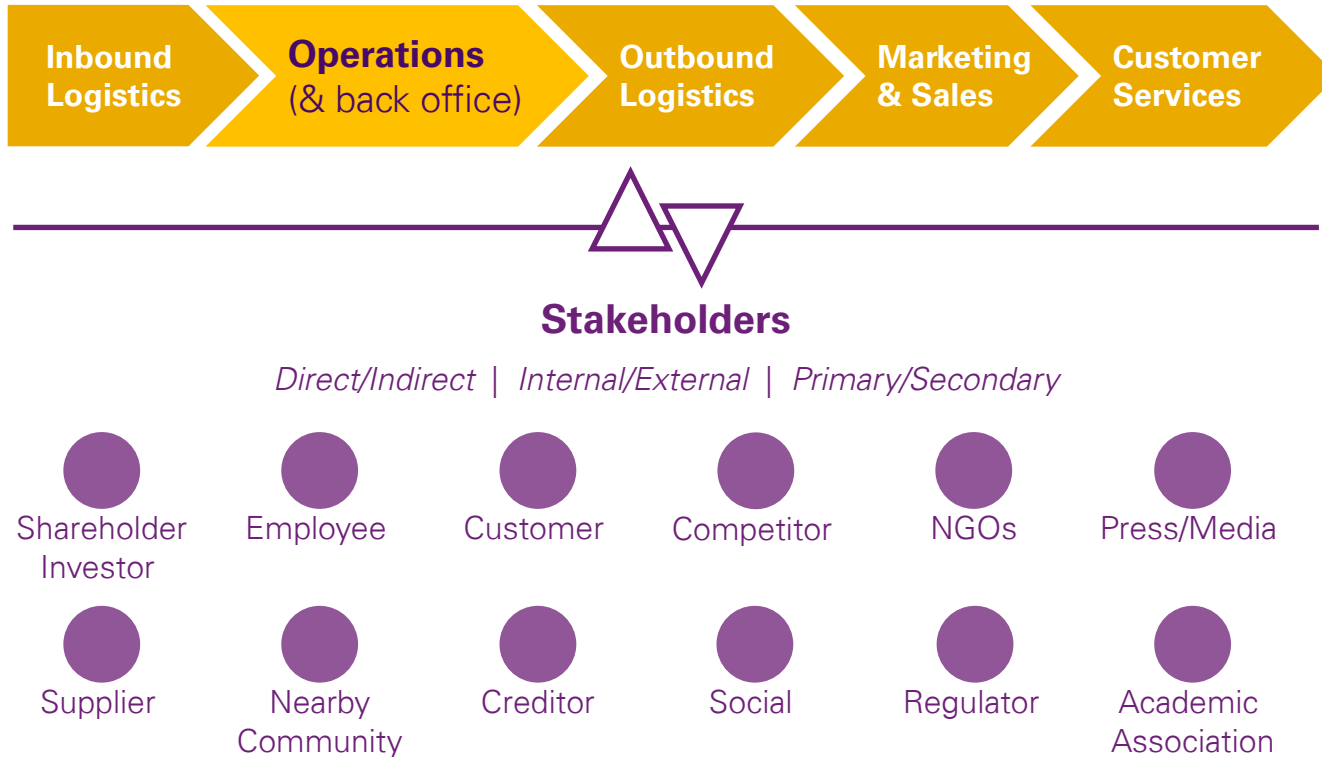 Inbound
Logistics
Operations
(& back office)
Outbound
Logistics
Marketing
& Sales
Customer
Services
Stakeholders
Direct/Indirect | Internal/External | Primary/Secondary
Shareholder
Investor
Employee
Customer
Competitor
NGOs
Press/Media
Supplier
Nearby
Community
Creditor
Social
Regulator
Academic
Association